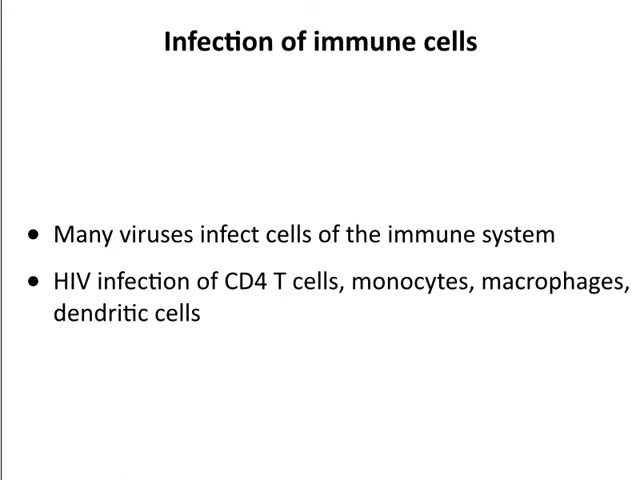 Infection of immune cells
● Many viruses infect cells of the immune system
● HIV infection of CD4 T cells, monocytes, macrophages,
dendritic cells